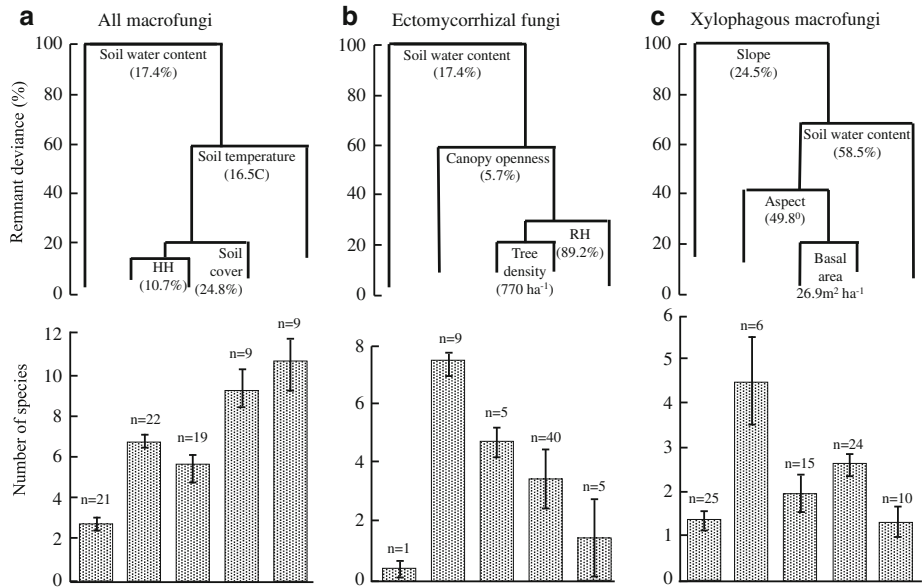 a All macrofungi
Remnant deviance (%)
100
80
60
40
20
0
Soil water content
(17.4%)
Soil temperature
(16.5C)
HH
(10.7%)
Soil
cover
(24.8%)
b Ectomycorrhizal fungi
100
80
60
40
20
0
Soil water content
(17.4%)
Canopy openness
(5.7%)
RH
(89.2%)
Tree
density
(770 ha-1)
c Xylophagous macrofungi
100
80
60
40
20
0
Slope
(24.5%)
Soil water content
(58.5%)
Aspect
(49.8⁰)
Basal
area
26.9m² ha-1
Number of species
12
10
8
6
4
2
0
n=21
n=22
n=19
n=9
n=9
8
6
4
2
0
n=1
n=9
n=5
n=40
n=5
6
5
4
3
2
1
0
n=25
n=6
n=15
n=24
n=10